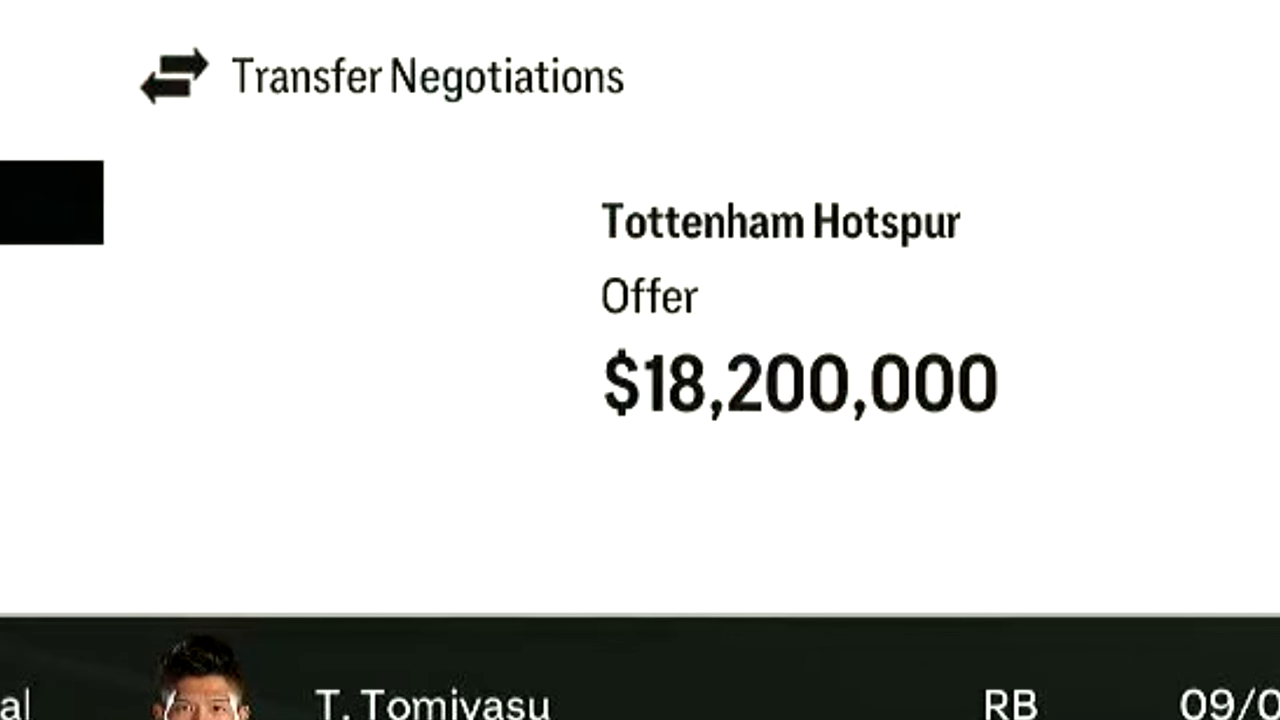 Transfer Negotiations
Tottenham Hotspur
Offer
$18,200,000
T. Tomiyasu RB